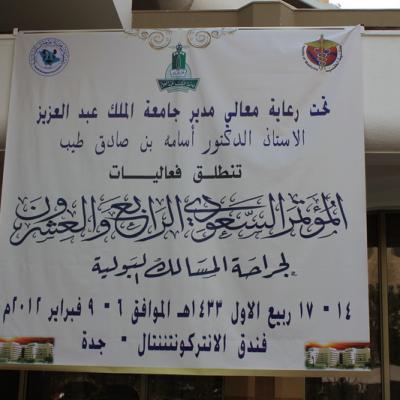 تحت رعاية معالي مدير جامعة الملك عبد العزيز
الاستاذ الدكتور أسامة بن صادق طيب
تنطلق فعاليات
المؤتمر السعودي الرابع والعشرون
لجراحة المسالك البولية
١٤ - ١٧ ربيع الاول ١٤٣٣هـ الموافق ٦ - ٩ فبراير ٢٠١٢م
فندق الانتركونتننتال - جدة